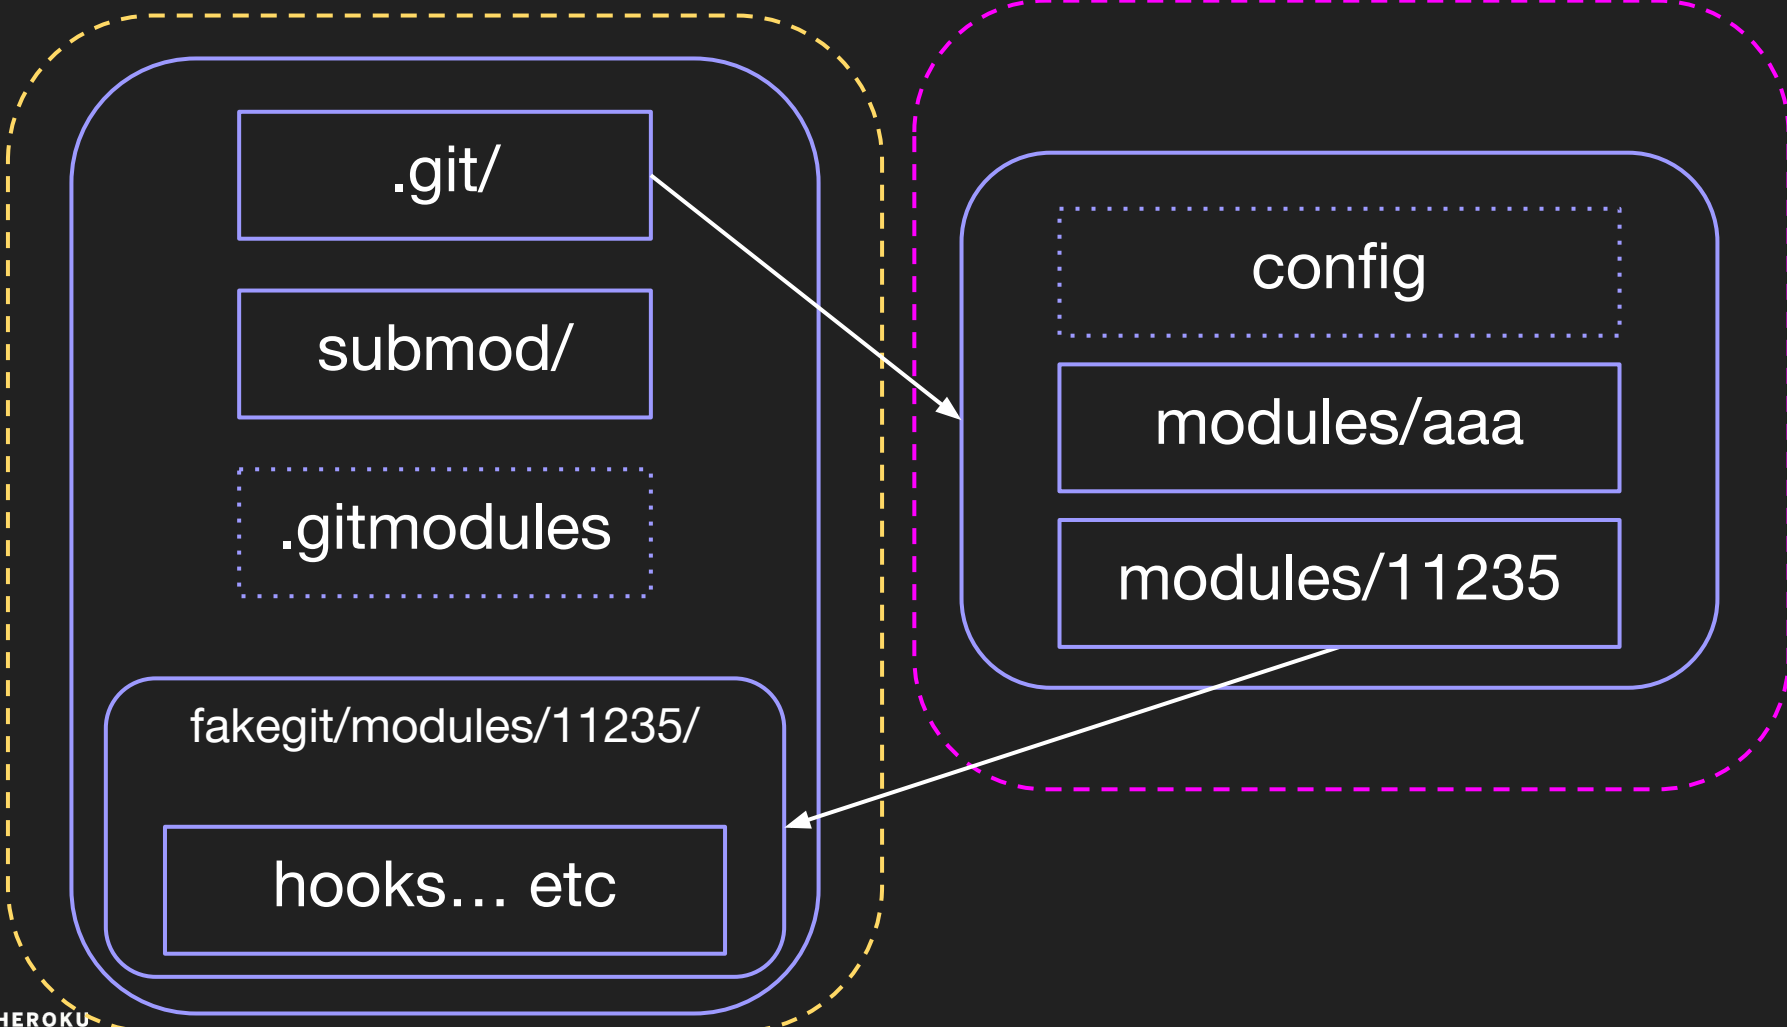 .git/
submod/
.gitmodules
fakegit/modules/11235/
hooks... etc
config
modules/aaa
modules/11235
HEROKU